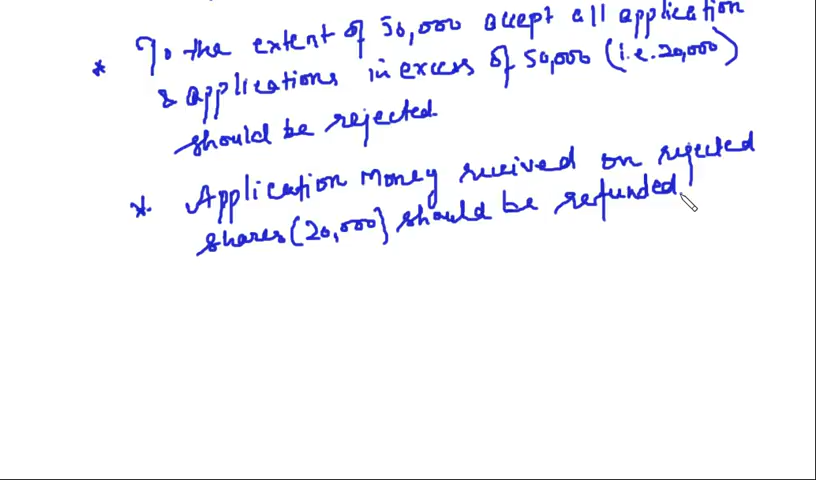 * To the extent of 50,000 accept all application
& applications in excess of 50,000 (i.e. 20,000)
should be rejected
* Application Money received on rejected
shares (20,000) should be refunded